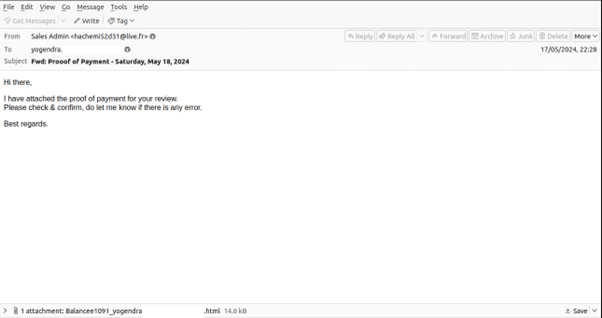 File Edit View Go Message Tools Help
Get Messages Write Tag
From Sales Admin <hachemi52d31@live.fr> Reply Reply All Forward Archive Junk Delete More
To yogendra. 17/05/2024, 22:28
Subject Fwd: Prooof of Payment - Saturday, May 18, 2024
Hi there,
I have attached the proof of payment for your review.
Please check & confirm, do let me know if there is any error.
Best regards.
1 attachment: Balancee1091_yogendra .html 14.6 kB Save